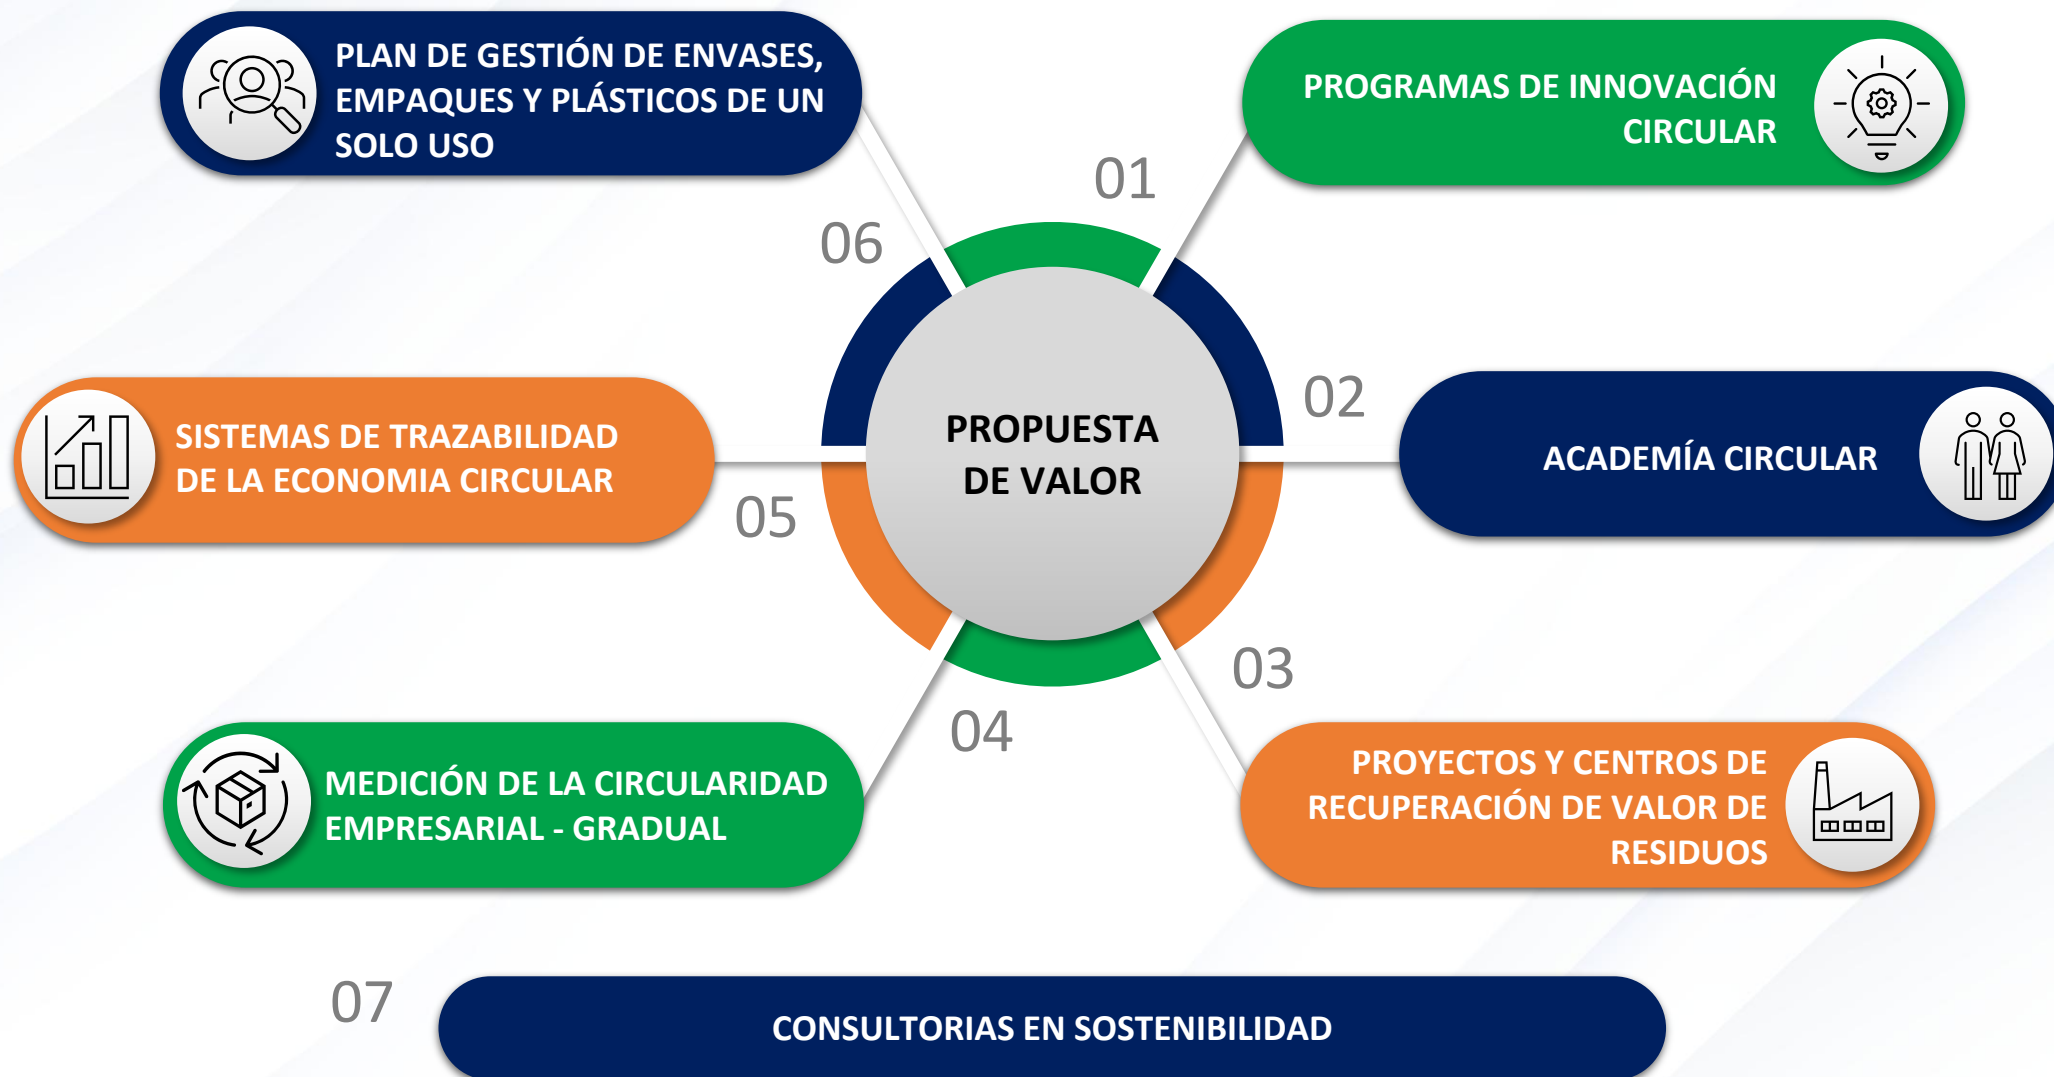 PROPUESTA
DE VALOR
01
PROGRAMAS DE INNOVACIÓN
CIRCULAR
02
ACADEMÍA CIRCULAR
03
PROYECTOS Y CENTROS DE
RECUPERACIÓN DE VALOR DE
RESIDUOS
04
MEDICIÓN DE LA CIRCULARIDAD
EMPRESARIAL - GRADUAL
05
SISTEMAS DE TRAZABILIDAD
DE LA ECONOMIA CIRCULAR
06
PLAN DE GESTIÓN DE ENVASES,
EMPAQUES Y PLÁSTICOS DE UN
SOLO USO
07
CONSULTORIAS EN SOSTENIBILIDAD